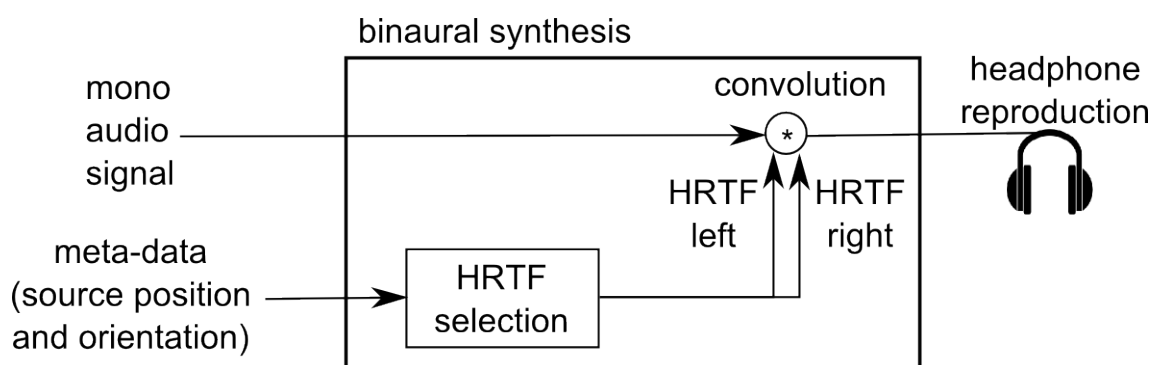 binaural synthesis
mono
audio
signal
convolution
*
headphone
reproduction
HRTF
left
HRTF
right
meta-data
(source position
and orientation)
HRTF
selection